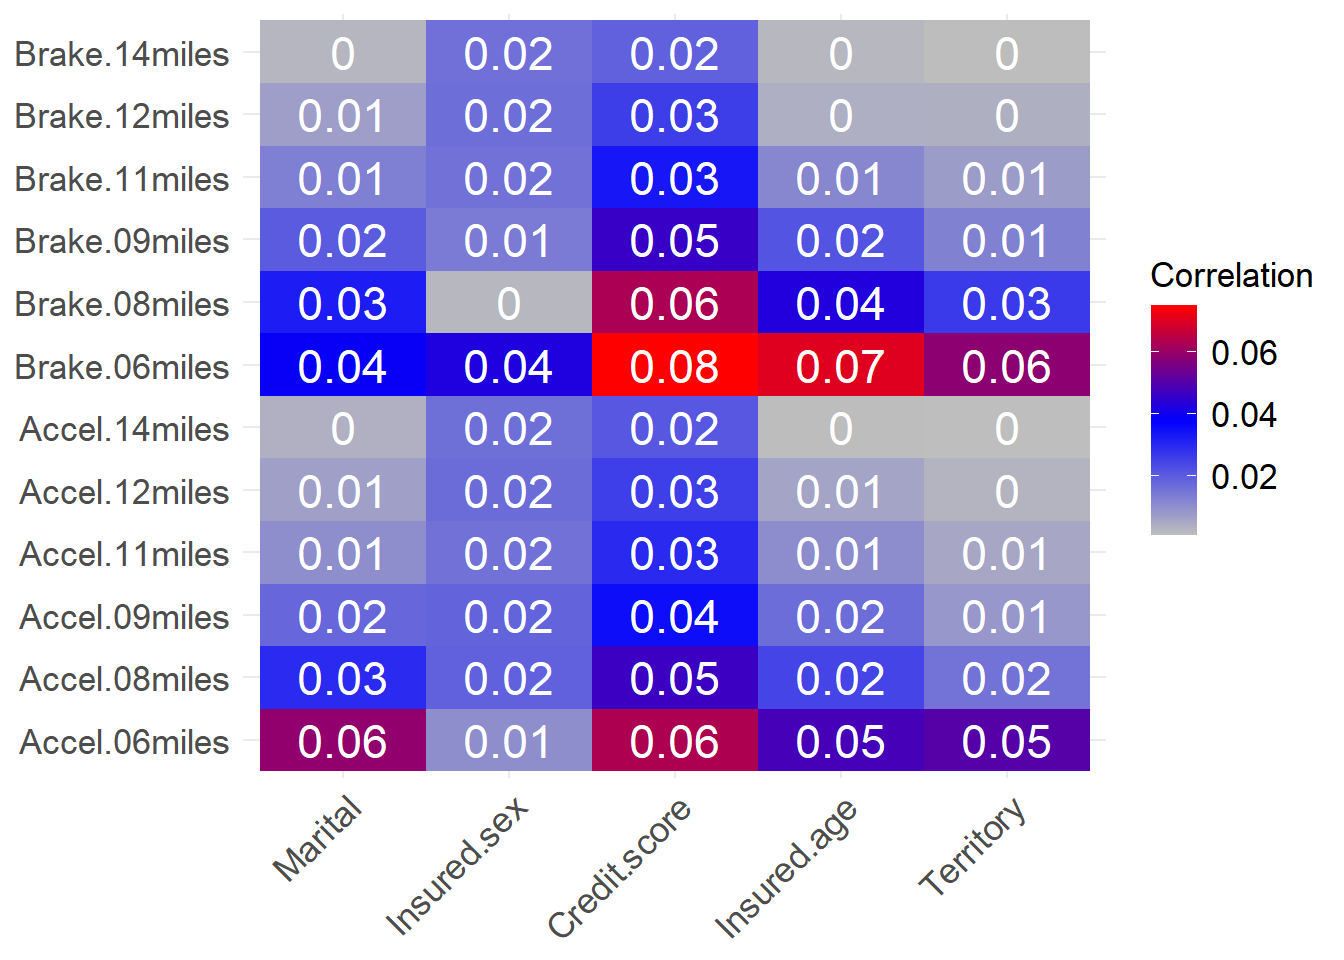 Brake.14miles 0 0.02 0.02 0 0
Brake.12miles 0.01 0.02 0.03 0 0
Brake.11miles 0.01 0.02 0.03 0.01 0.01
Brake.09miles 0.02 0.01 0.05 0.02 0.01
Brake.08miles 0.03 0 0.06 0.04 0.03
Brake.06miles 0.04 0.04 0.08 0.07 0.06
Accel.14miles 0 0.02 0.02 0 0
Accel.12miles 0.01 0.02 0.03 0.01 0
Accel.11miles 0.01 0.02 0.03 0.01 0.01
Accel.09miles 0.02 0.02 0.04 0.02 0.01
Accel.08miles 0.03 0.02 0.05 0.02 0.02
Accel.06miles 0.06 0.01 0.06 0.05 0.05
Marital Insured.sex Credit.score Insured.age Territory
Correlation
0.06
0.04
0.02